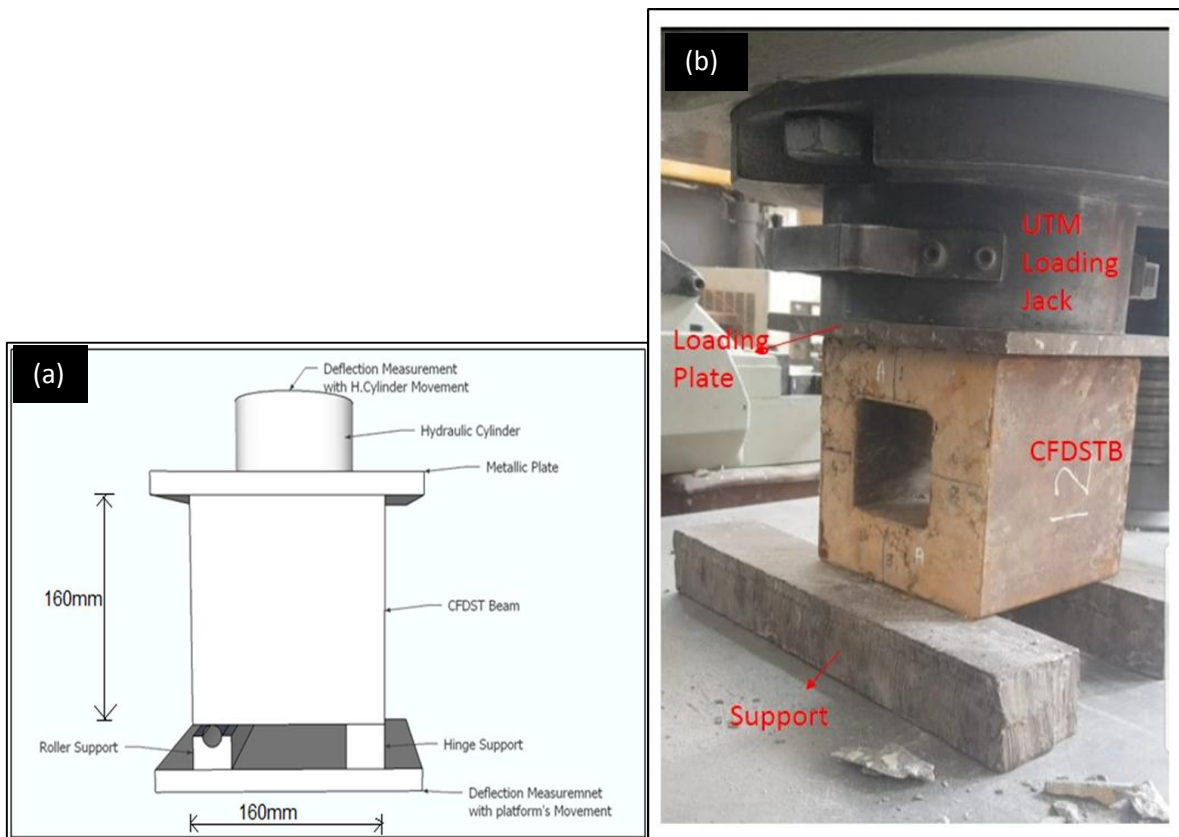 (a)
Deflection Measurement
with H.Cylinder Movement
Hydraulic Cylinder
Metallic Plate
160mm
CFDST Beam
Roller Support
Hinge Support
Deflection Measuremnet
with platform's Movement
160mm
(b)
UTM
Loading
Jack
Loading
Plate
CFDSTB
12
Support